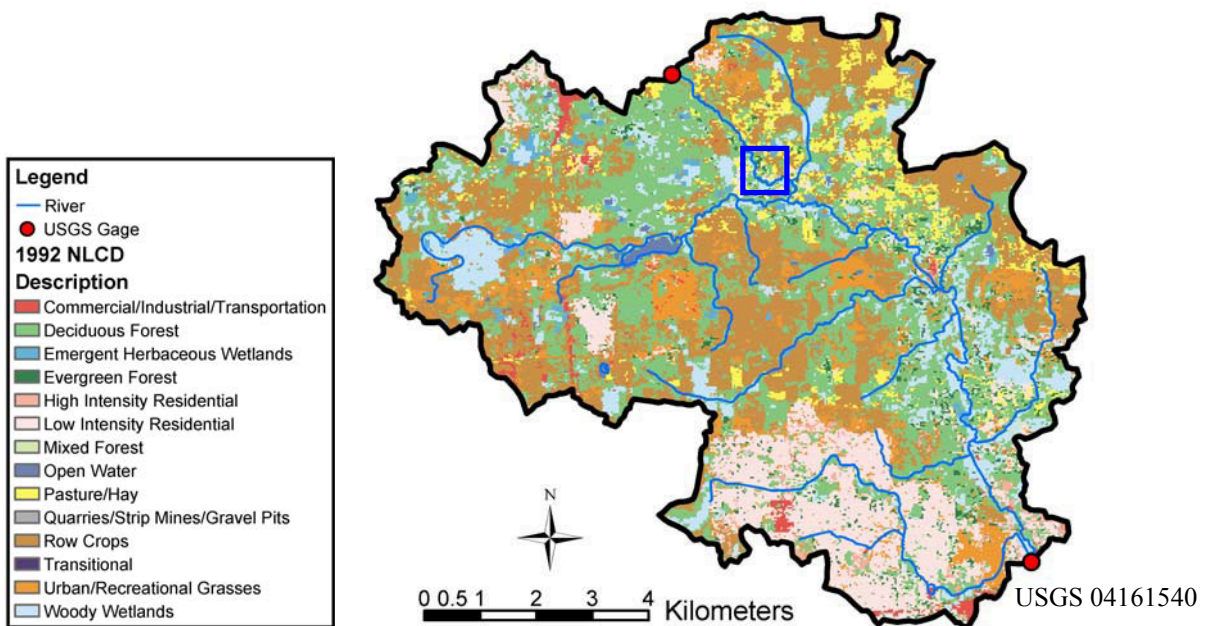 Legend
River
USGS Gage
1992 NLCD
Description
Commercial/Industrial/Transportation
Deciduous Forest
Emergent Herbaceous Wetlands
Evergreen Forest
High Intensity Residential
Low Intensity Residential
Mixed Forest
Open Water
Pasture/Hay
Quarries/Strip Mines/Gravel Pits
Row Crops
Transitional
Urban/Recreational Grasses
Woody Wetlands
N
0 0.5 1 2 3 4 Kilometers
USGS 04161540